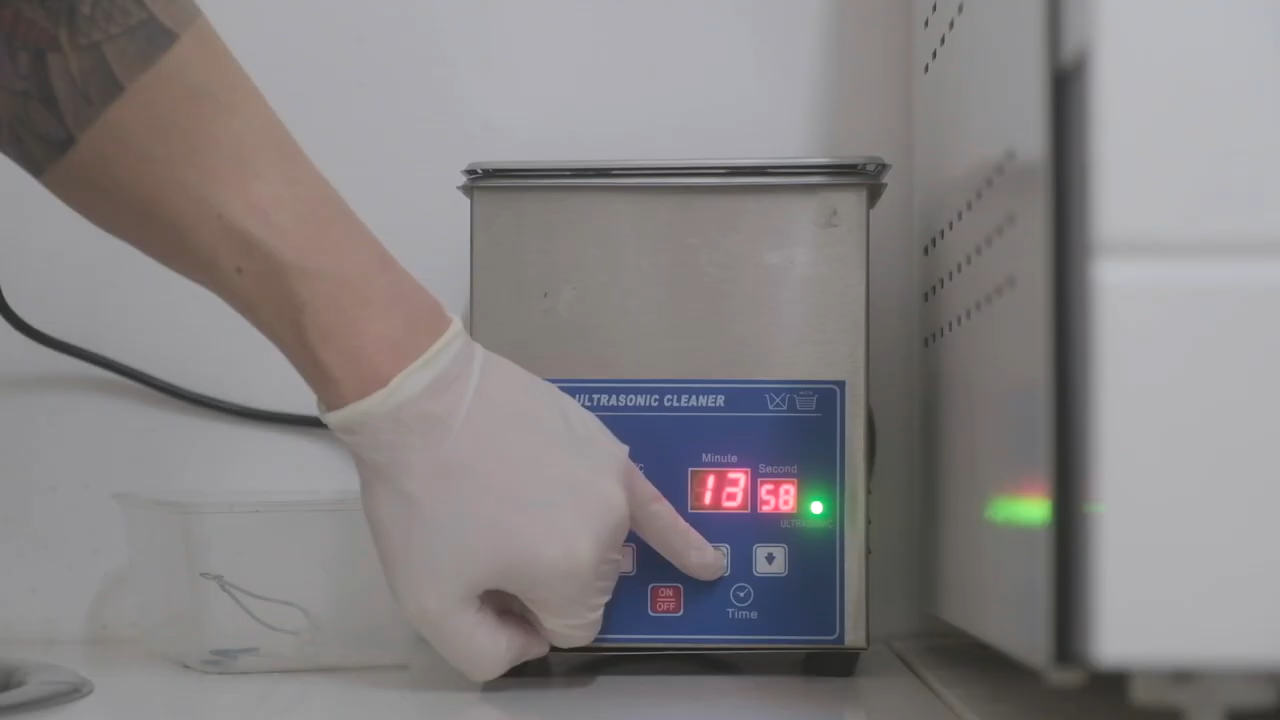 ULTRASONIC CLEANER
°C
Minute
Second
13
58
ULTRASONIC
ON
OFF
Time